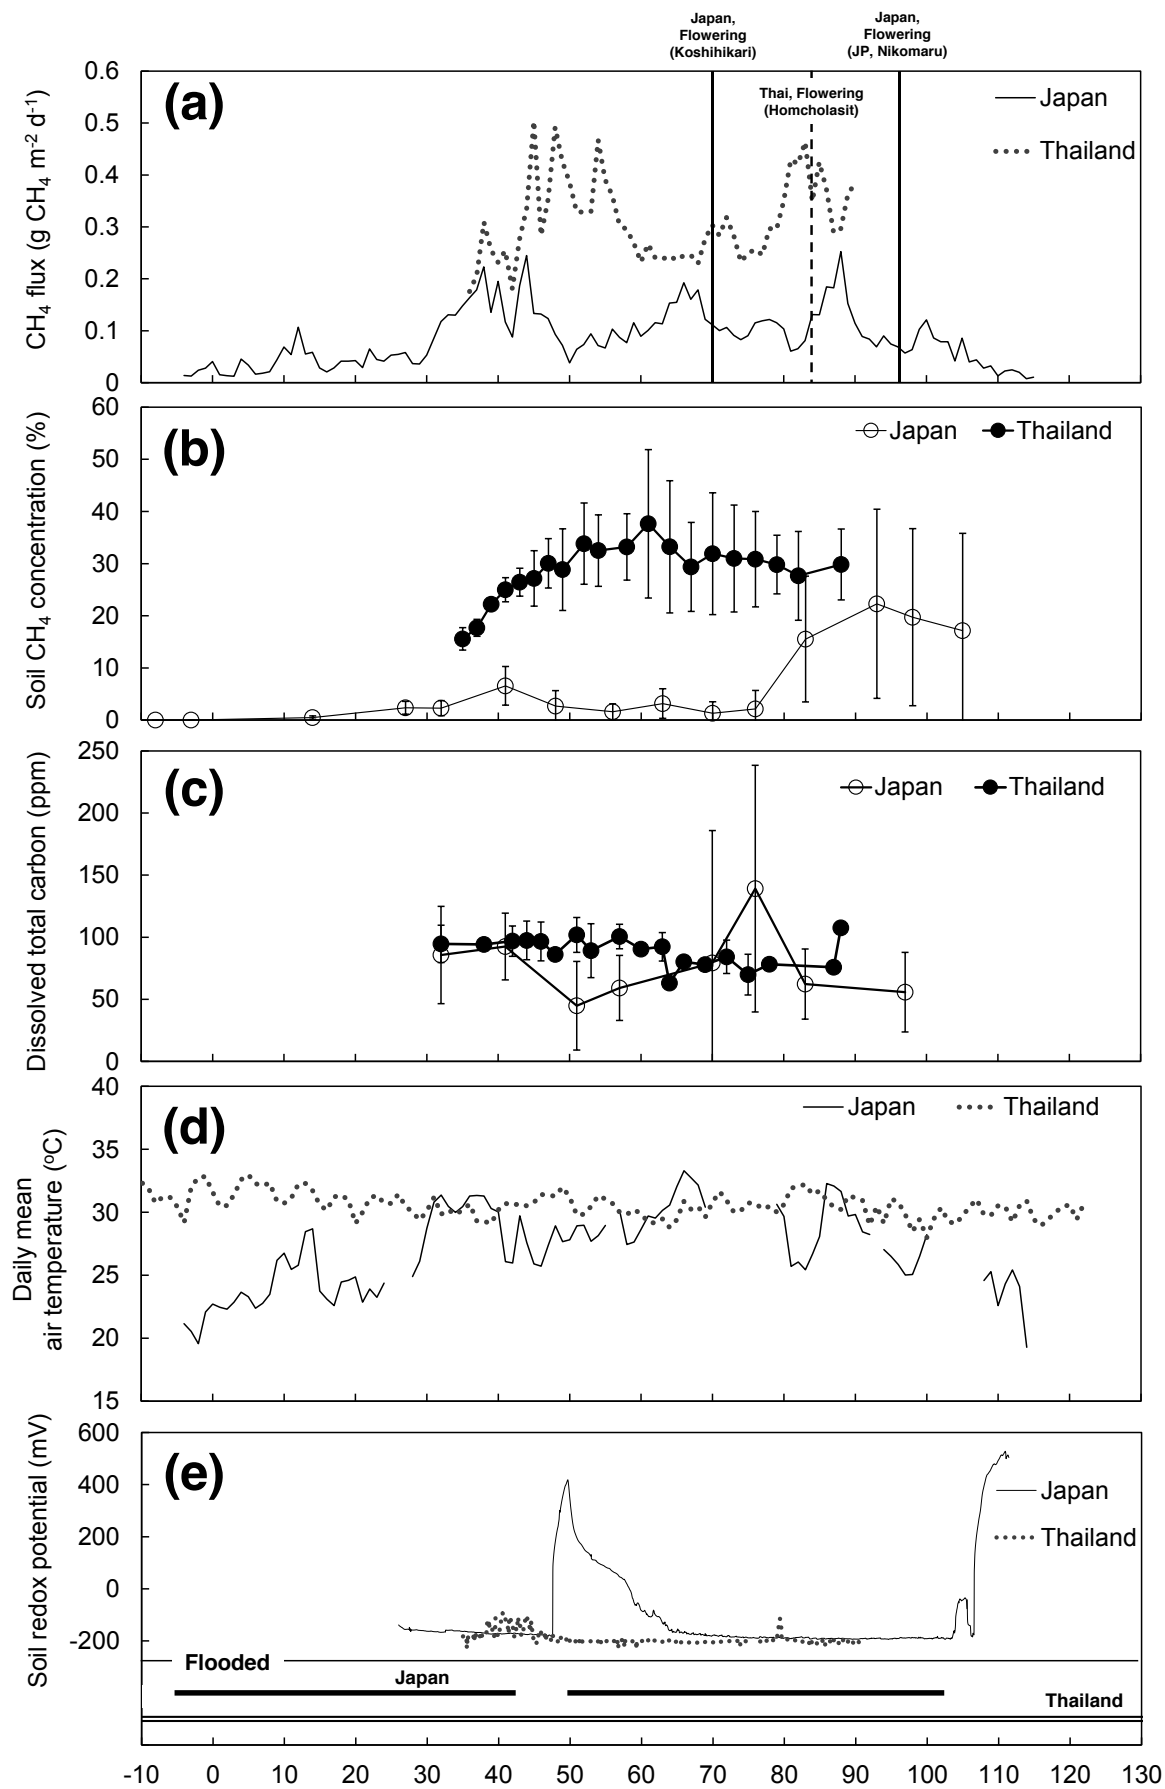 Japan,
Flowering
(Koshihikari)
Japan,
Flowering
(JP, Nikomaru)
Thai, Flowering
(Homcholasit)
(a)
Japan
Thailand
CH4 flux (g CH4 m-2 d-1)
0.6
0.5
0.4
0.3
0.2
0.1
0
(b)
Japan
Thailand
Soil CH4 concentration (%)
60
50
40
30
20
10
0
(c)
Japan
Thailand
Dissolved total carbon (ppm)
250
200
150
100
50
0
(d)
Japan
Thailand
Daily mean
air temperature (oC)
40
35
30
25
20
15
(e)
Japan
Thailand
Soil redox potential (mV)
600
400
200
0
-200
Flooded
Japan
Thailand
-10 0 10 20 30 40 50 60 70 80 90 100 110 120 130